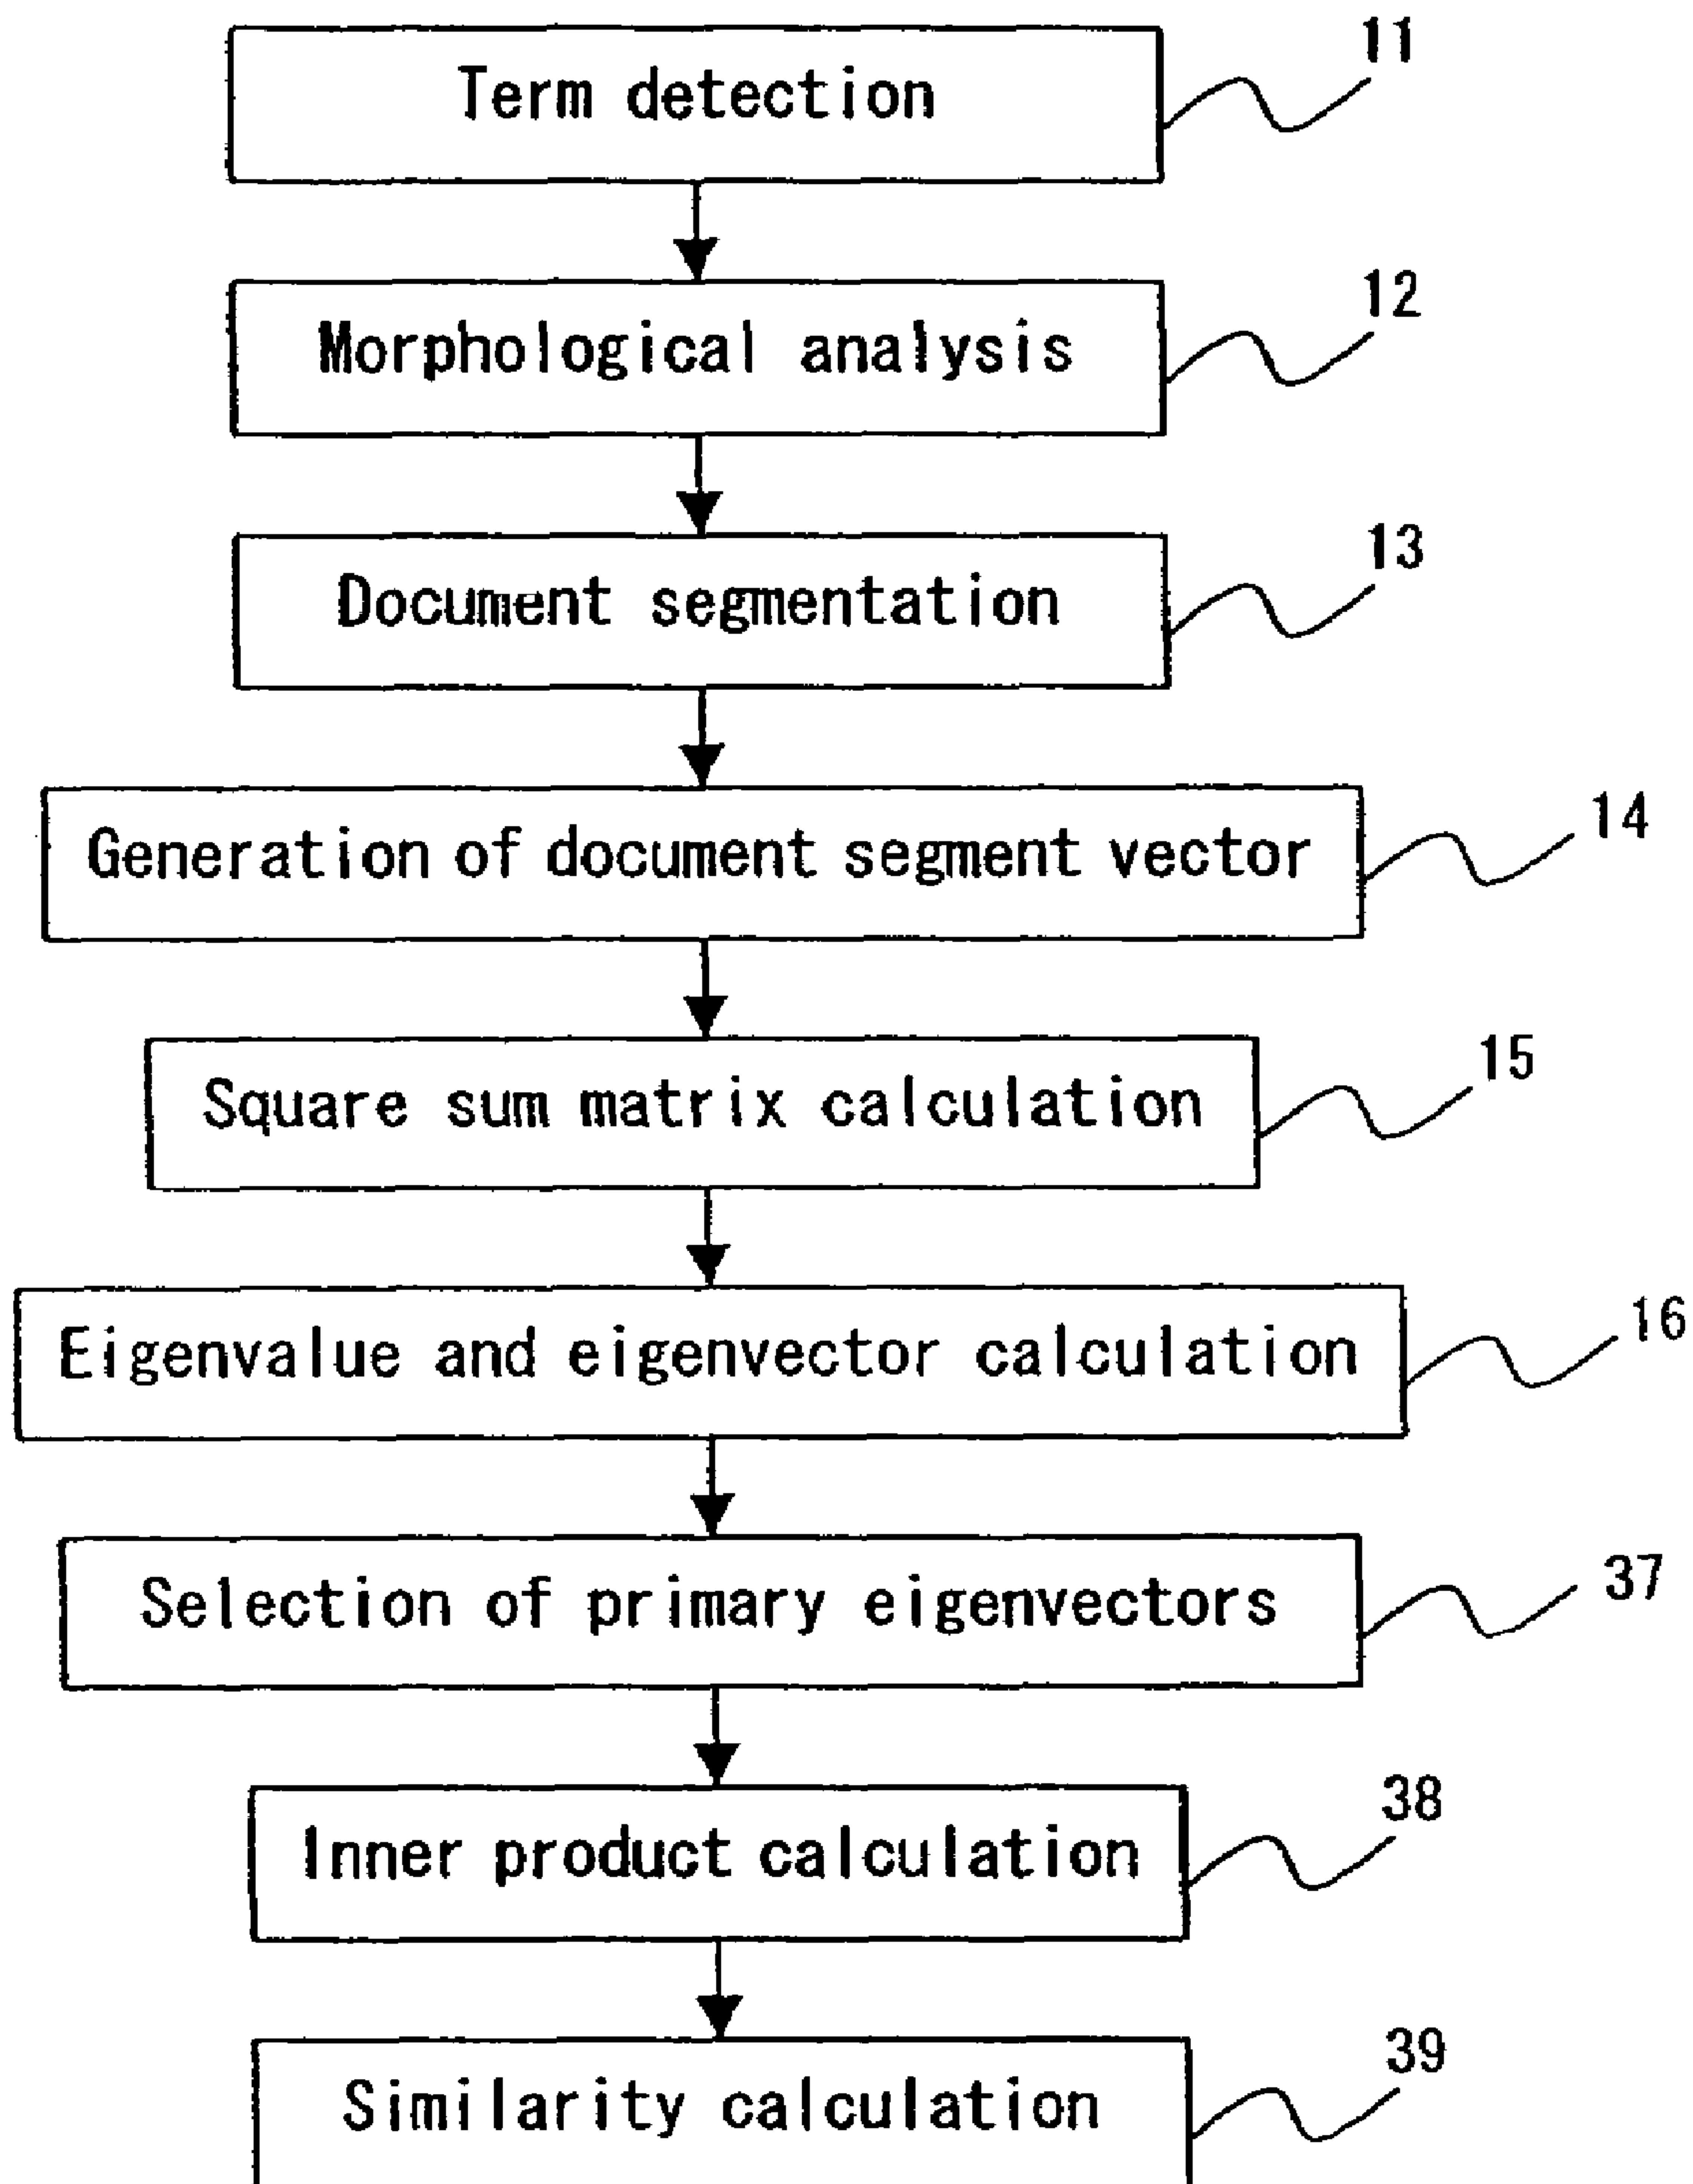 11
Term detection
12
Morphological analysis
13
Document segmentation
14
Generation of document segment vector
15
Square sum matrix calculation
16
Eigenvalue and eigenvector calculation
37
Selection of primary eigenvectors
38
Inner product calculation
39
Similarity calculation